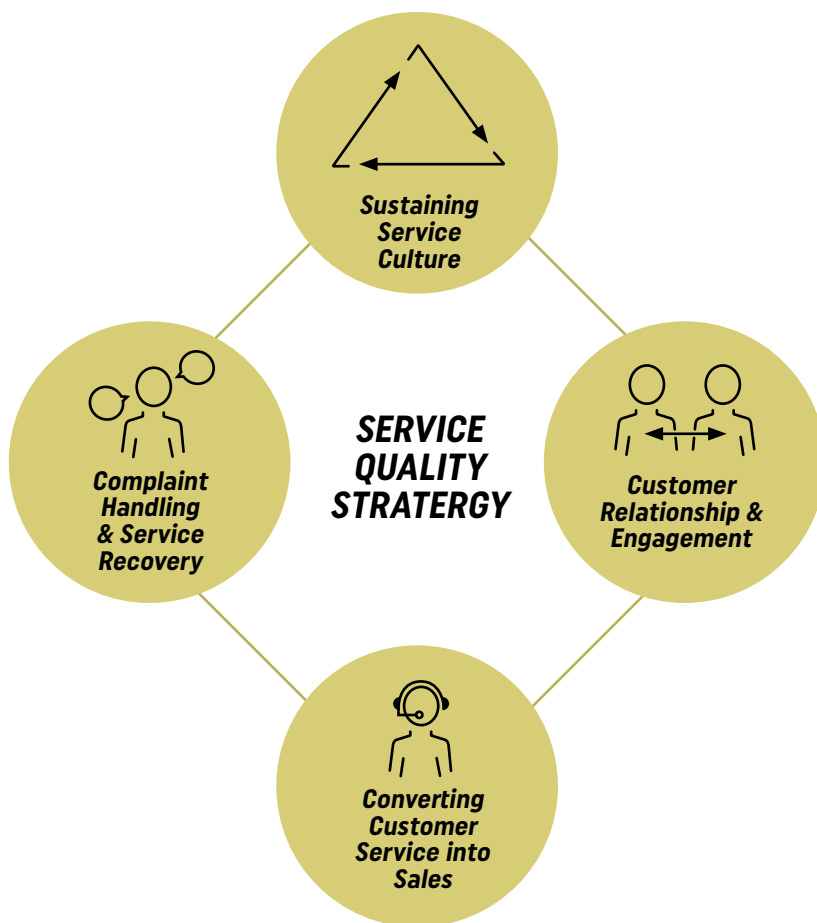 Sustaining
Service
Culture
Complaint
Handling
& Service
Recovery
SERVICE
QUALITY
STRATERGY
Customer
Relationship &
Engagement
Converting
Customer
Service into
Sales